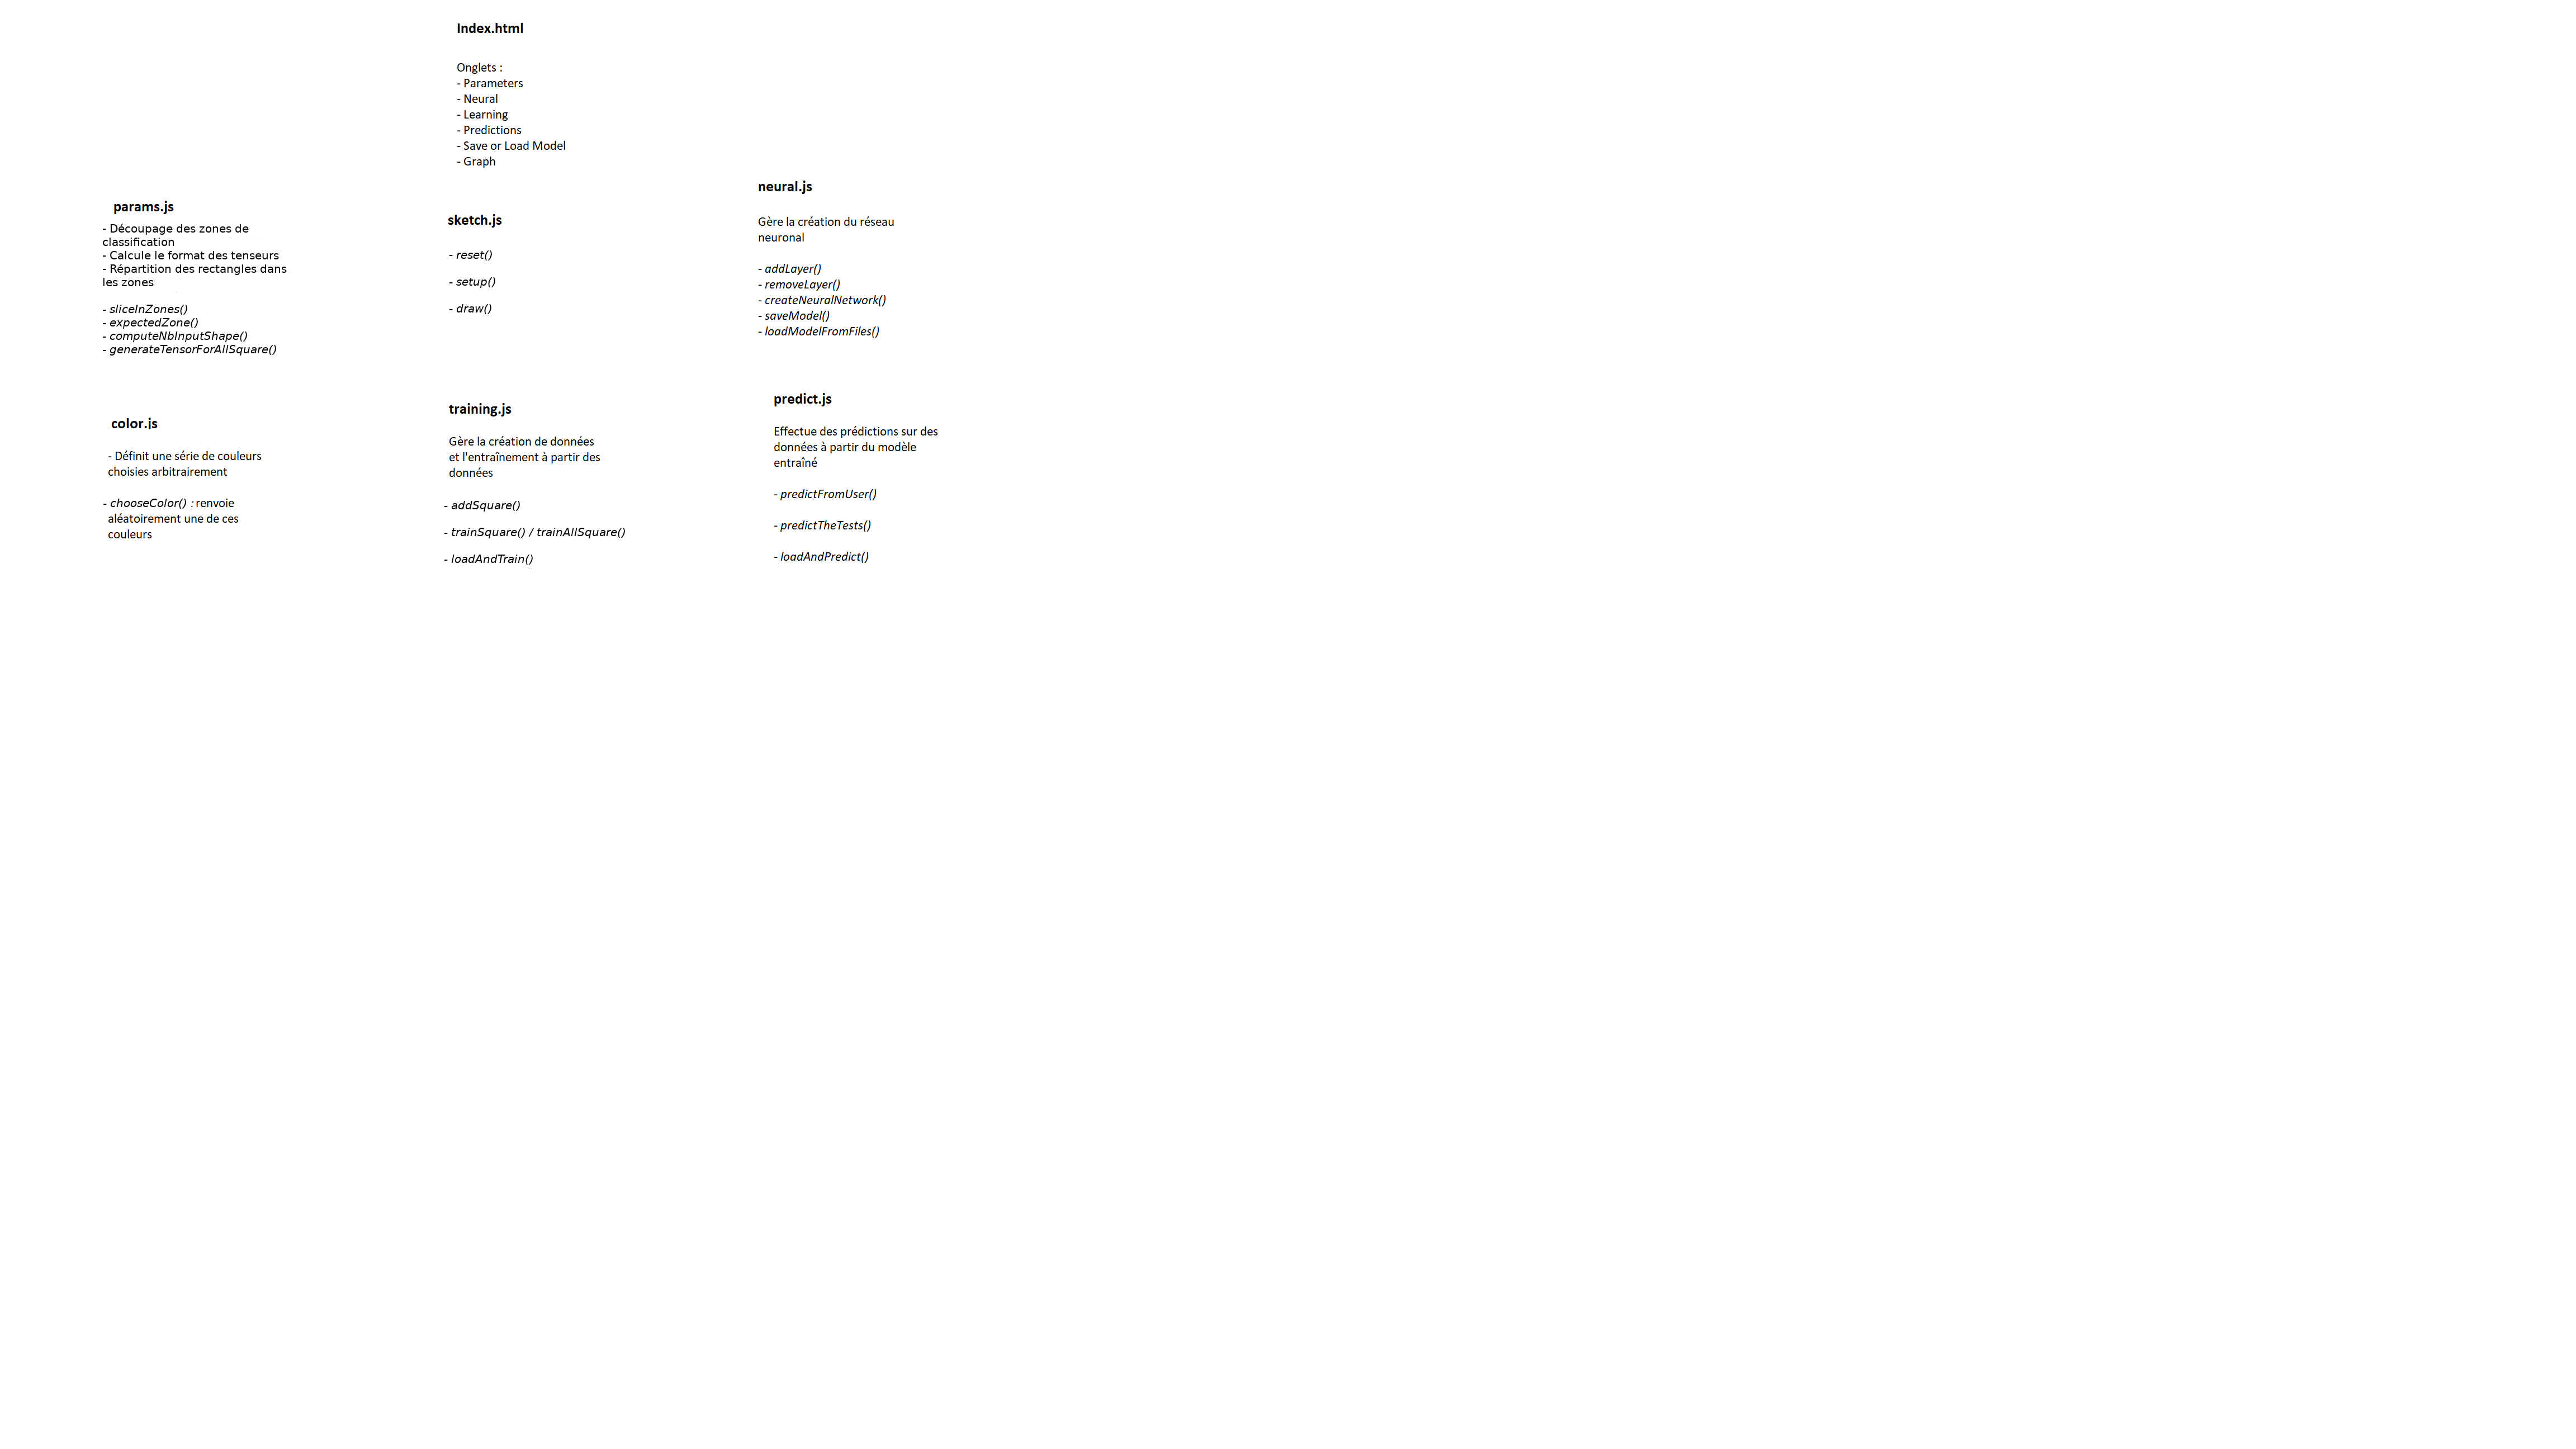 Index.html
Onglets :
- Parameters
- Neural
- Learning
- Predictions
- Save or Load Model
- Graph
params.js
- Découpage des zones de
classification
- Calcule le format des tenseurs
- Répartition des rectangles dans
les zones
- sliceInZones()
- expectedZone()
- computeNbInputShape()
- generateTensorForAllSquare()
sketch.js
- reset()
- setup()
- draw()
neural.js
Gère la création du réseau
neuronal
- addLayer()
- removeLayer()
- createNeuralNetwork()
- saveModel()
- loadModelFromFiles()
color.js
- Définit une série de couleurs
choisies arbitrairement
- chooseColor() : renvoie
aléatoirement une de ces
couleurs
training.js
Gère la création de données
et l'entraînement à partir des
données
- addSquare()
- trainSquare() / trainAllSquare()
- loadAndTrain()
predict.js
Effectue des prédictions sur des
données à partir du modèle
entraîné
- predictFromUser()
- predictTheTests()
- loadAndPredict()